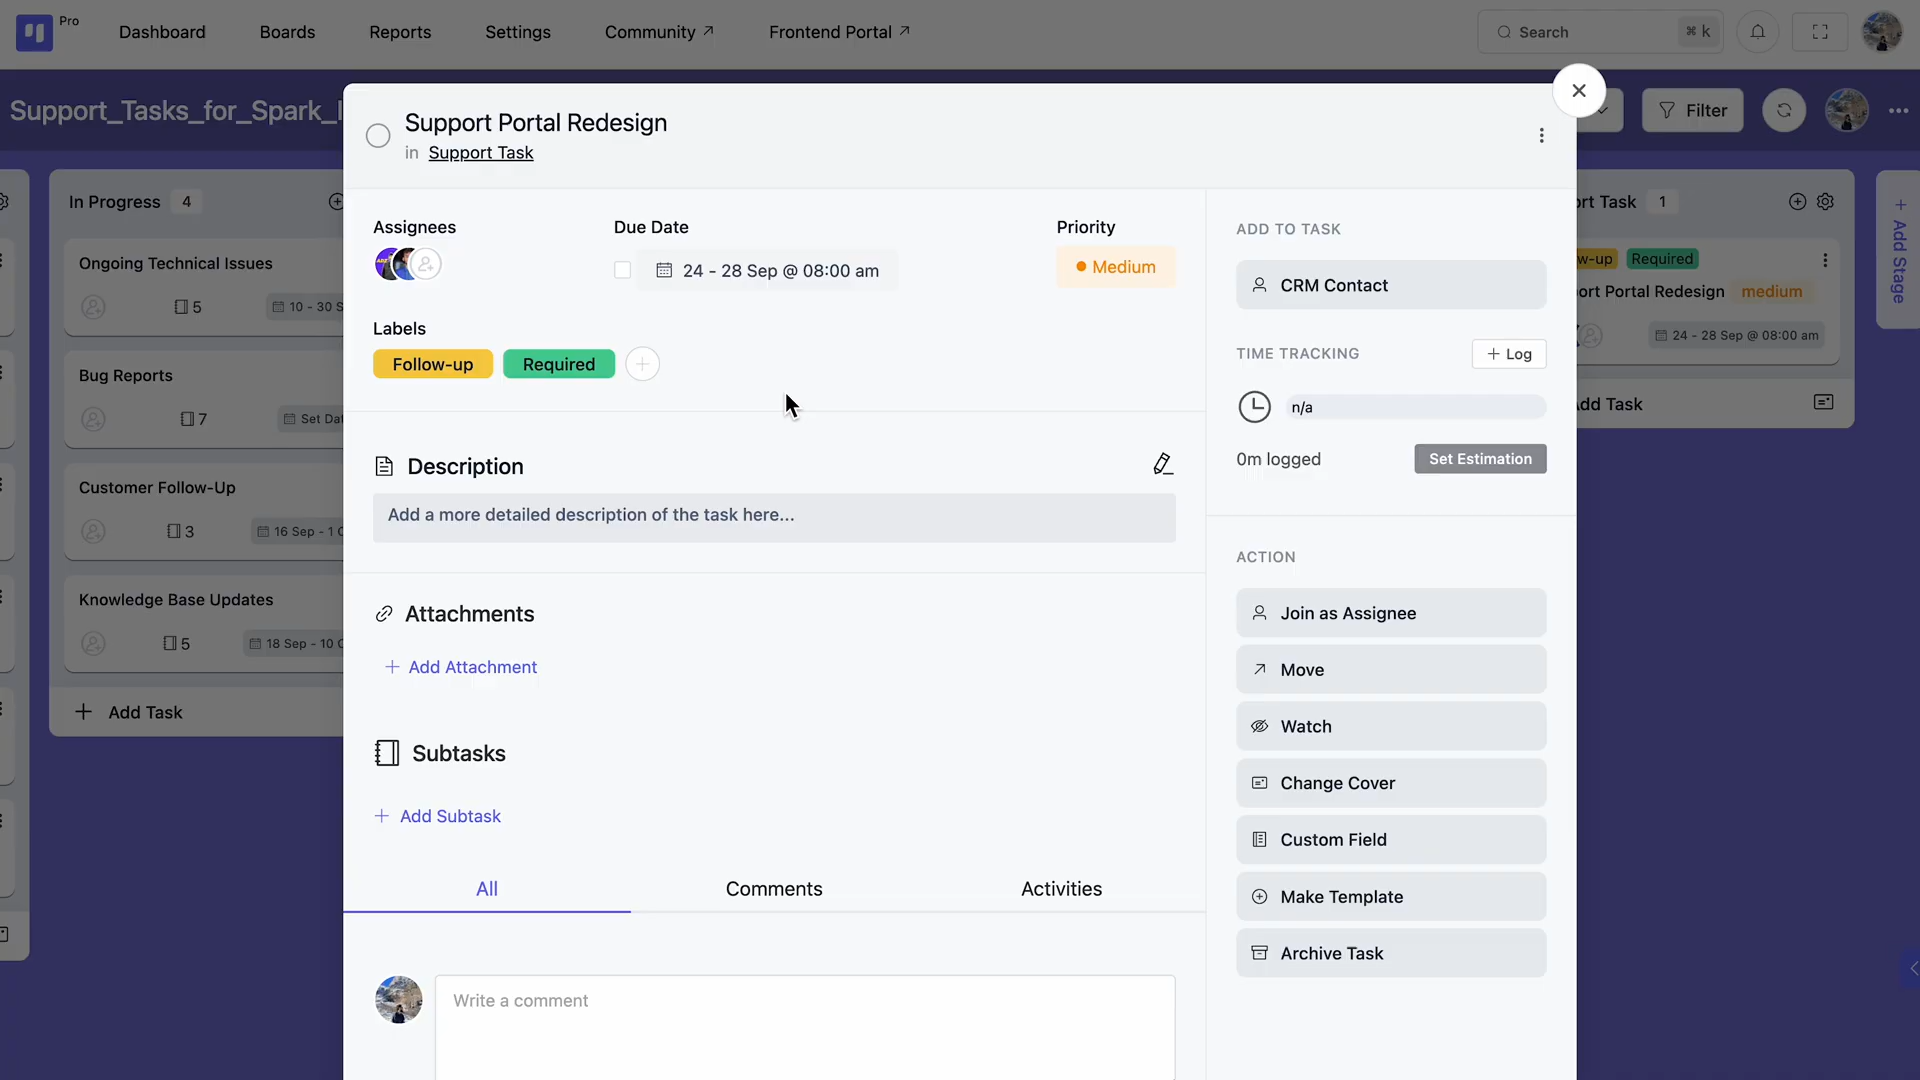 Pro
Dashboard
Boards
Reports
Settings
Community
Frontend Portal
Search
⌘ k
Support_Tasks_for_Spark_
Filter
Support Portal Redesign
in Support Task
In Progress 4
Ongoing Technical Issues
5
10 - 30 S
Bug Reports
7
Set Dat
Customer Follow-Up
3
16 Sep - 1 O
Knowledge Base Updates
5
18 Sep - 10 O
Add Task
Assignees
Due Date
24 - 28 Sep @ 08:00 am
Priority
Medium
Labels
Follow-up
Required
Description
Add a more detailed description of the task here...
Attachments
Add Attachment
Subtasks
Add Subtask
All
Comments
Activities
Write a comment
ADD TO TASK
CRM Contact
TIME TRACKING
+ Log
n/a
0m logged
Set Estimation
ACTION
Join as Assignee
Move
Watch
Change Cover
Custom Field
Make Template
Archive Task
ort Task 1
w-up
Required
ort Portal Redesign
medium
24 - 28 Sep @ 08:00 am
dd Task
+ Add Stage